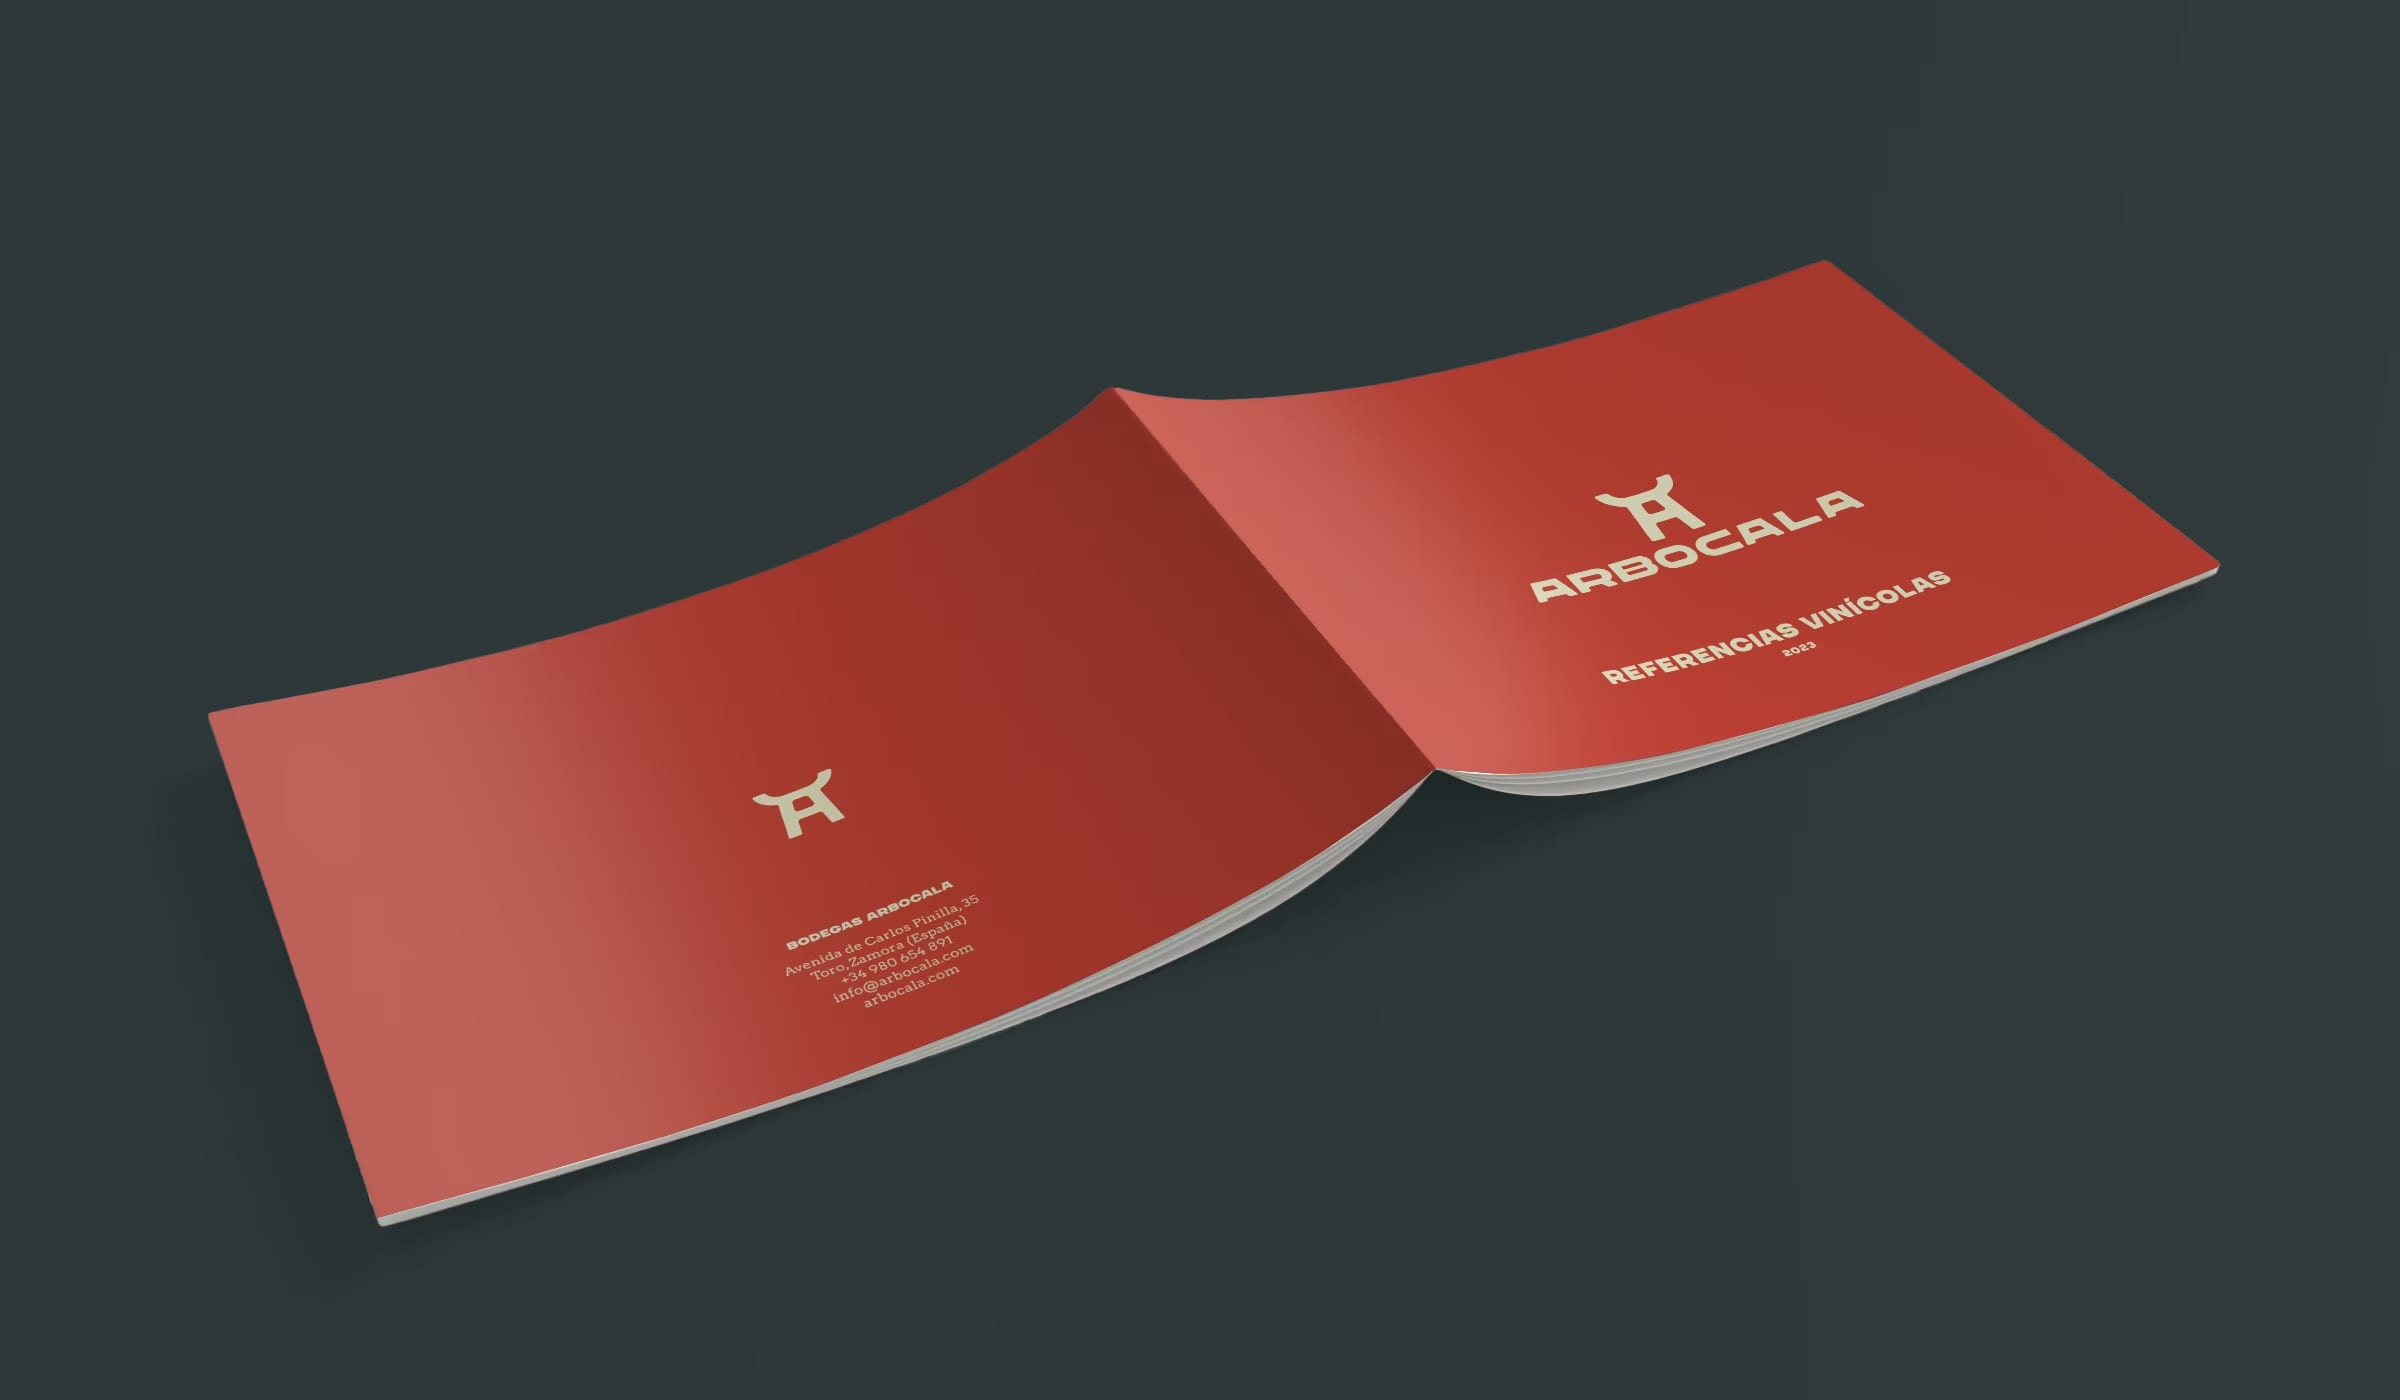 ARBOCALA
REFERENCIAS VINÍCOLAS
2023
BODEGAS ARBOCALA
Avenida de Carlos Pinilla,35
Toro,Zamora (España)
+34 980 654 891
info@arbocala.com
arbocala.com